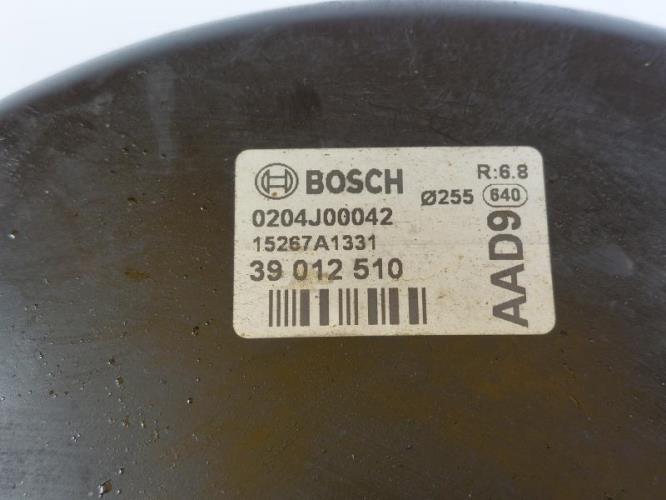 BOSCH
R:6.8
Ø255 640
0204J00042
15267A1331
39 012 510
AAD9